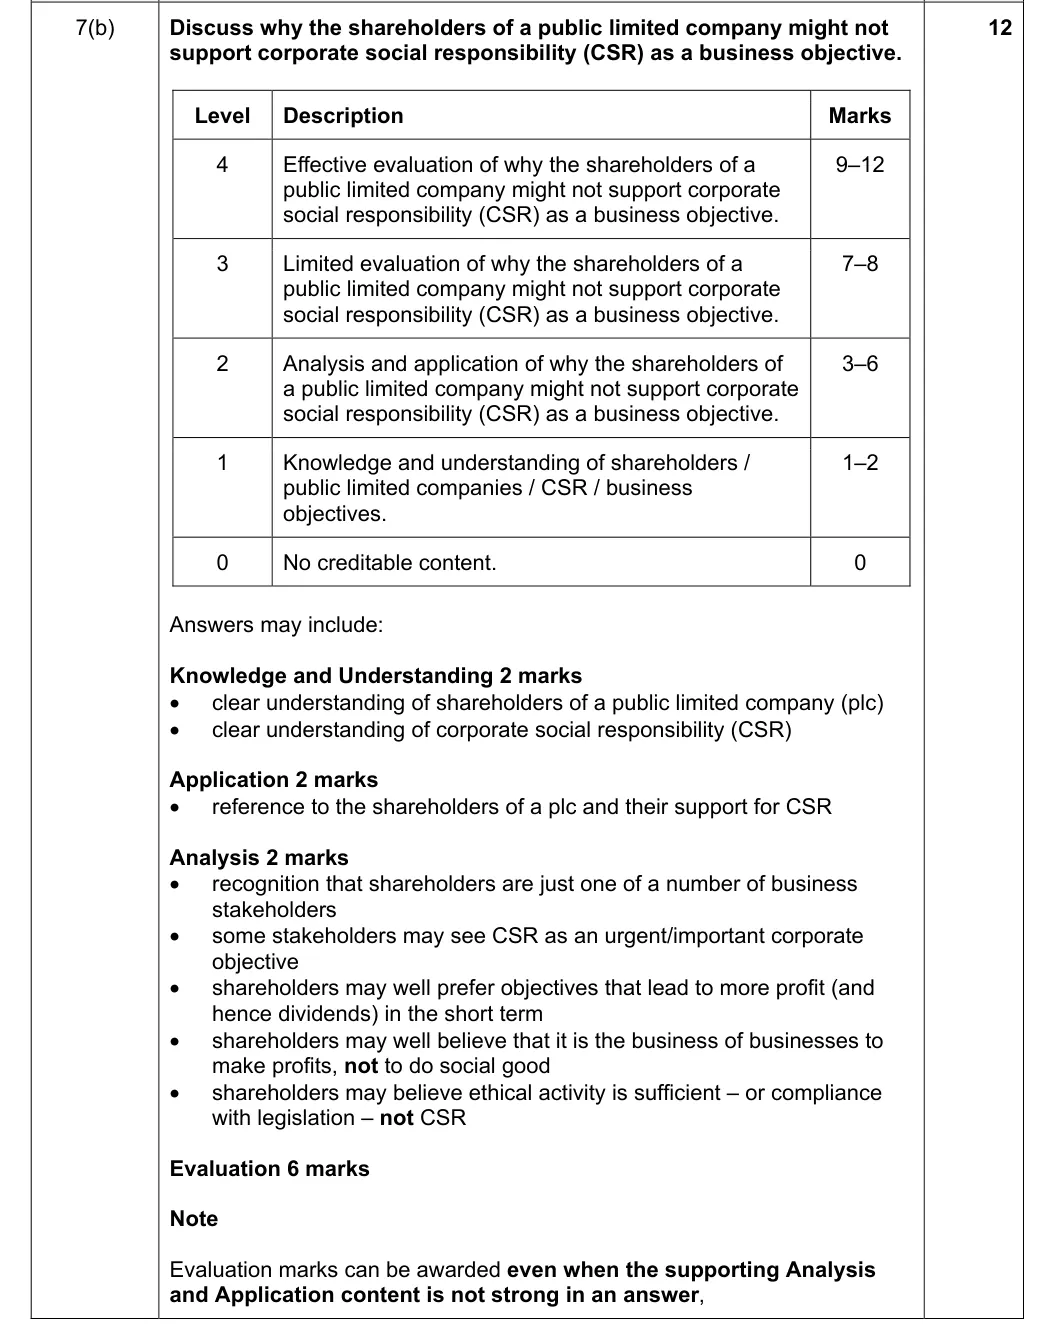 7(b)
Discuss why the shareholders of a public limited company might not
support corporate social responsibility (CSR) as a business objective.
12
Level Description Marks
4 Effective evaluation of why the shareholders of a 9–12
public limited company might not support corporate
social responsibility (CSR) as a business objective.
3 Limited evaluation of why the shareholders of a 7–8
public limited company might not support corporate
social responsibility (CSR) as a business objective.
2 Analysis and application of why the shareholders of 3–6
a public limited company might not support corporate
social responsibility (CSR) as a business objective.
1 Knowledge and understanding of shareholders / 1–2
public limited companies / CSR / business
objectives.
0 No creditable content. 0
Answers may include:
Knowledge and Understanding 2 marks
• clear understanding of shareholders of a public limited company (plc)
• clear understanding of corporate social responsibility (CSR)
Application 2 marks
• reference to the shareholders of a plc and their support for CSR
Analysis 2 marks
• recognition that shareholders are just one of a number of business
stakeholders
• some stakeholders may see CSR as an urgent/important corporate
objective
• shareholders may well prefer objectives that lead to more profit (and
hence dividends) in the short term
• shareholders may well believe that it is the business of businesses to
make profits, not to do social good
• shareholders may believe ethical activity is sufficient – or compliance
with legislation – not CSR
Evaluation 6 marks
Note
Evaluation marks can be awarded even when the supporting Analysis
and Application content is not strong in an answer,